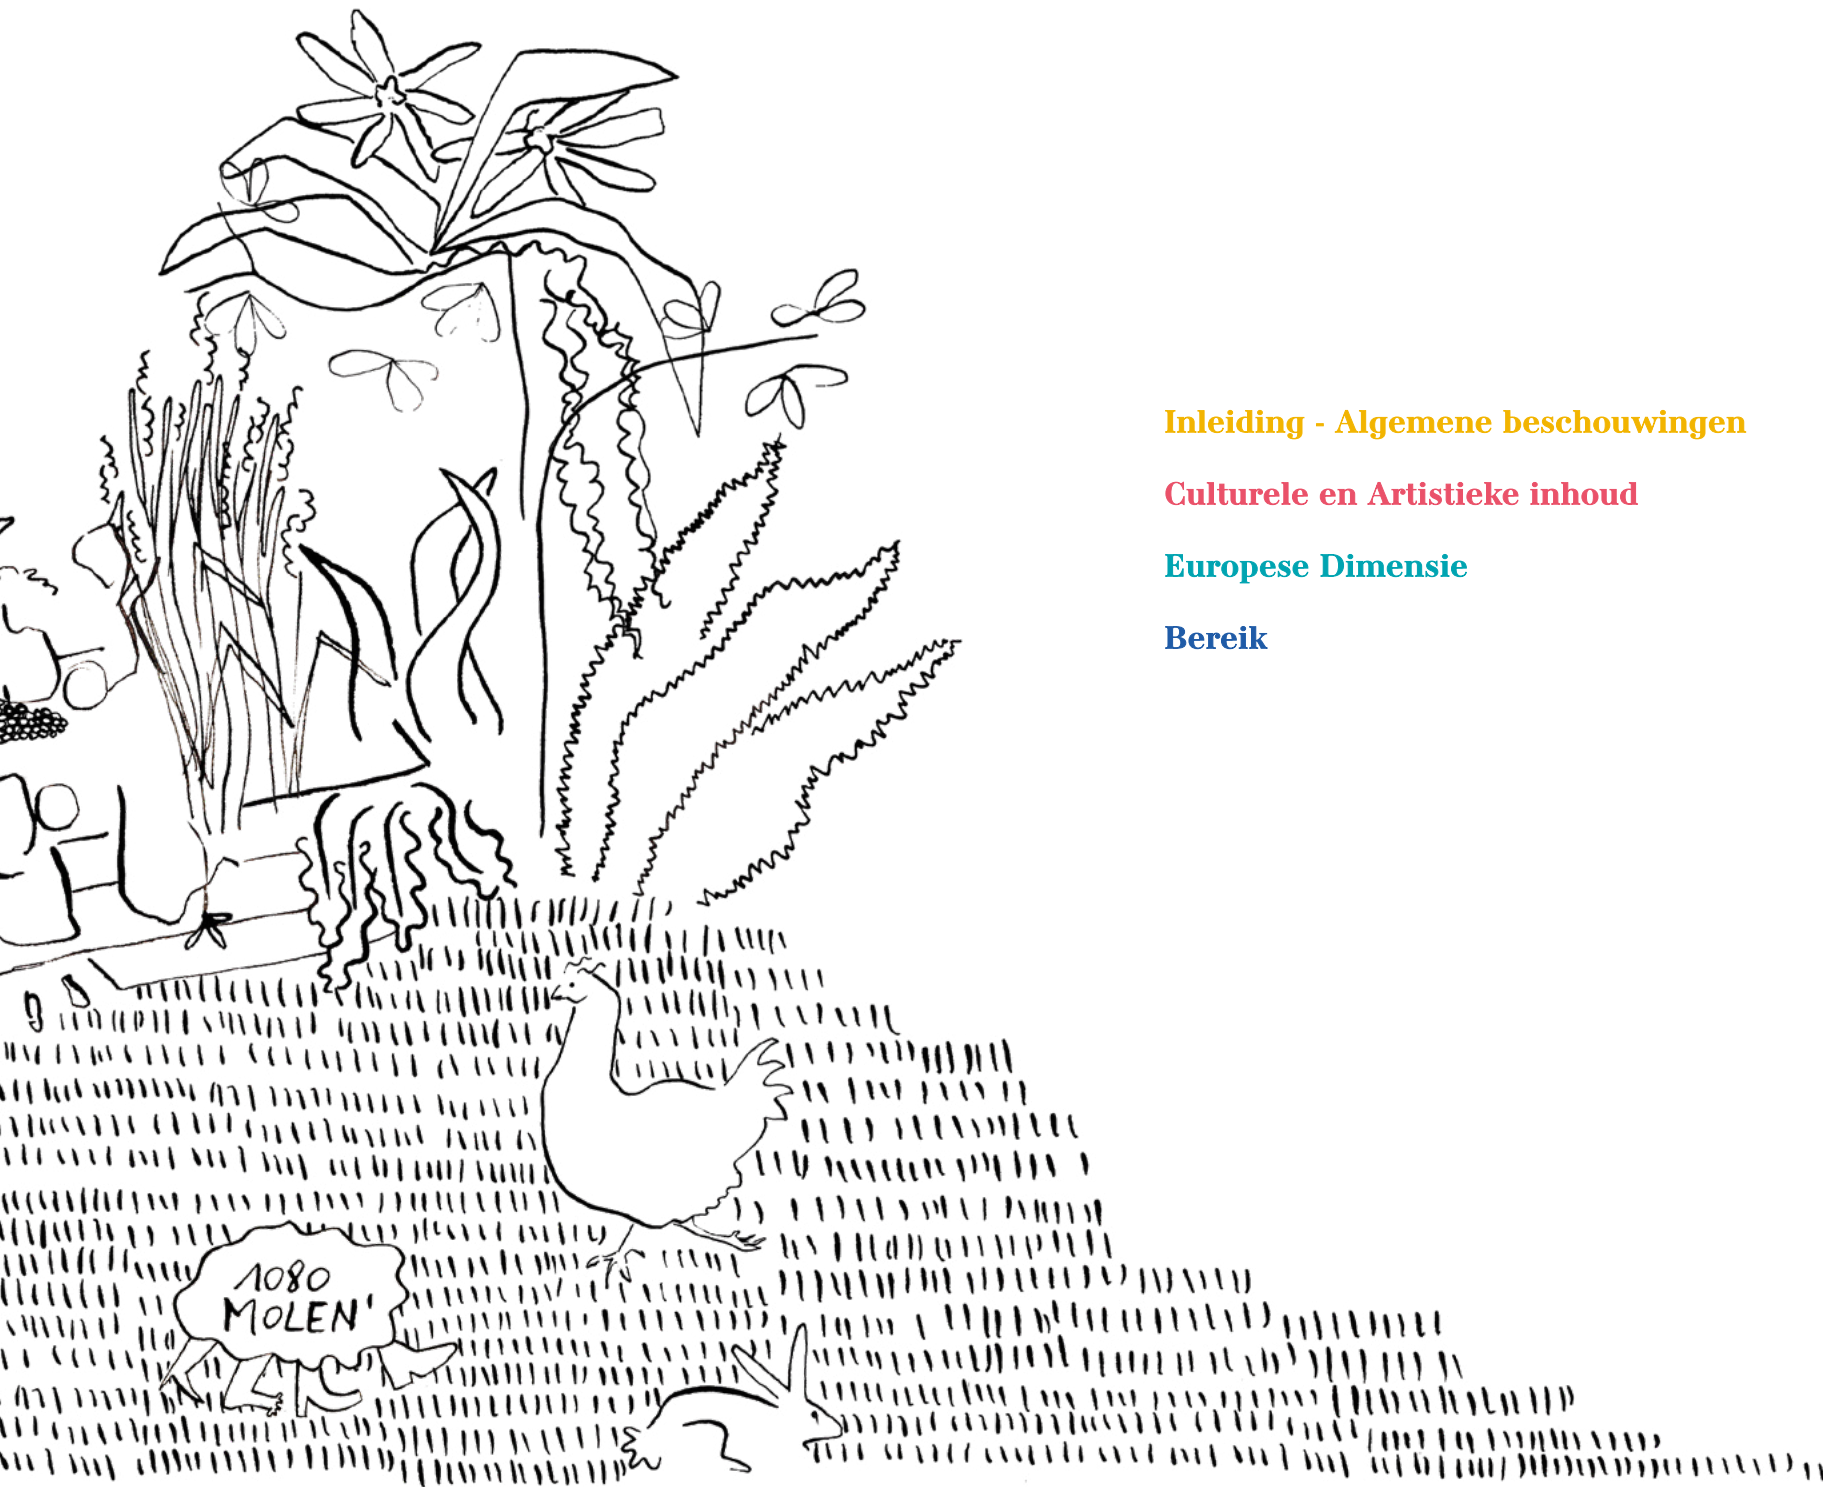 Inleiding - Algemene beschouwingen
Culturele en Artistieke inhoud
Europese Dimensie
Bereik
1080
MOLEN'